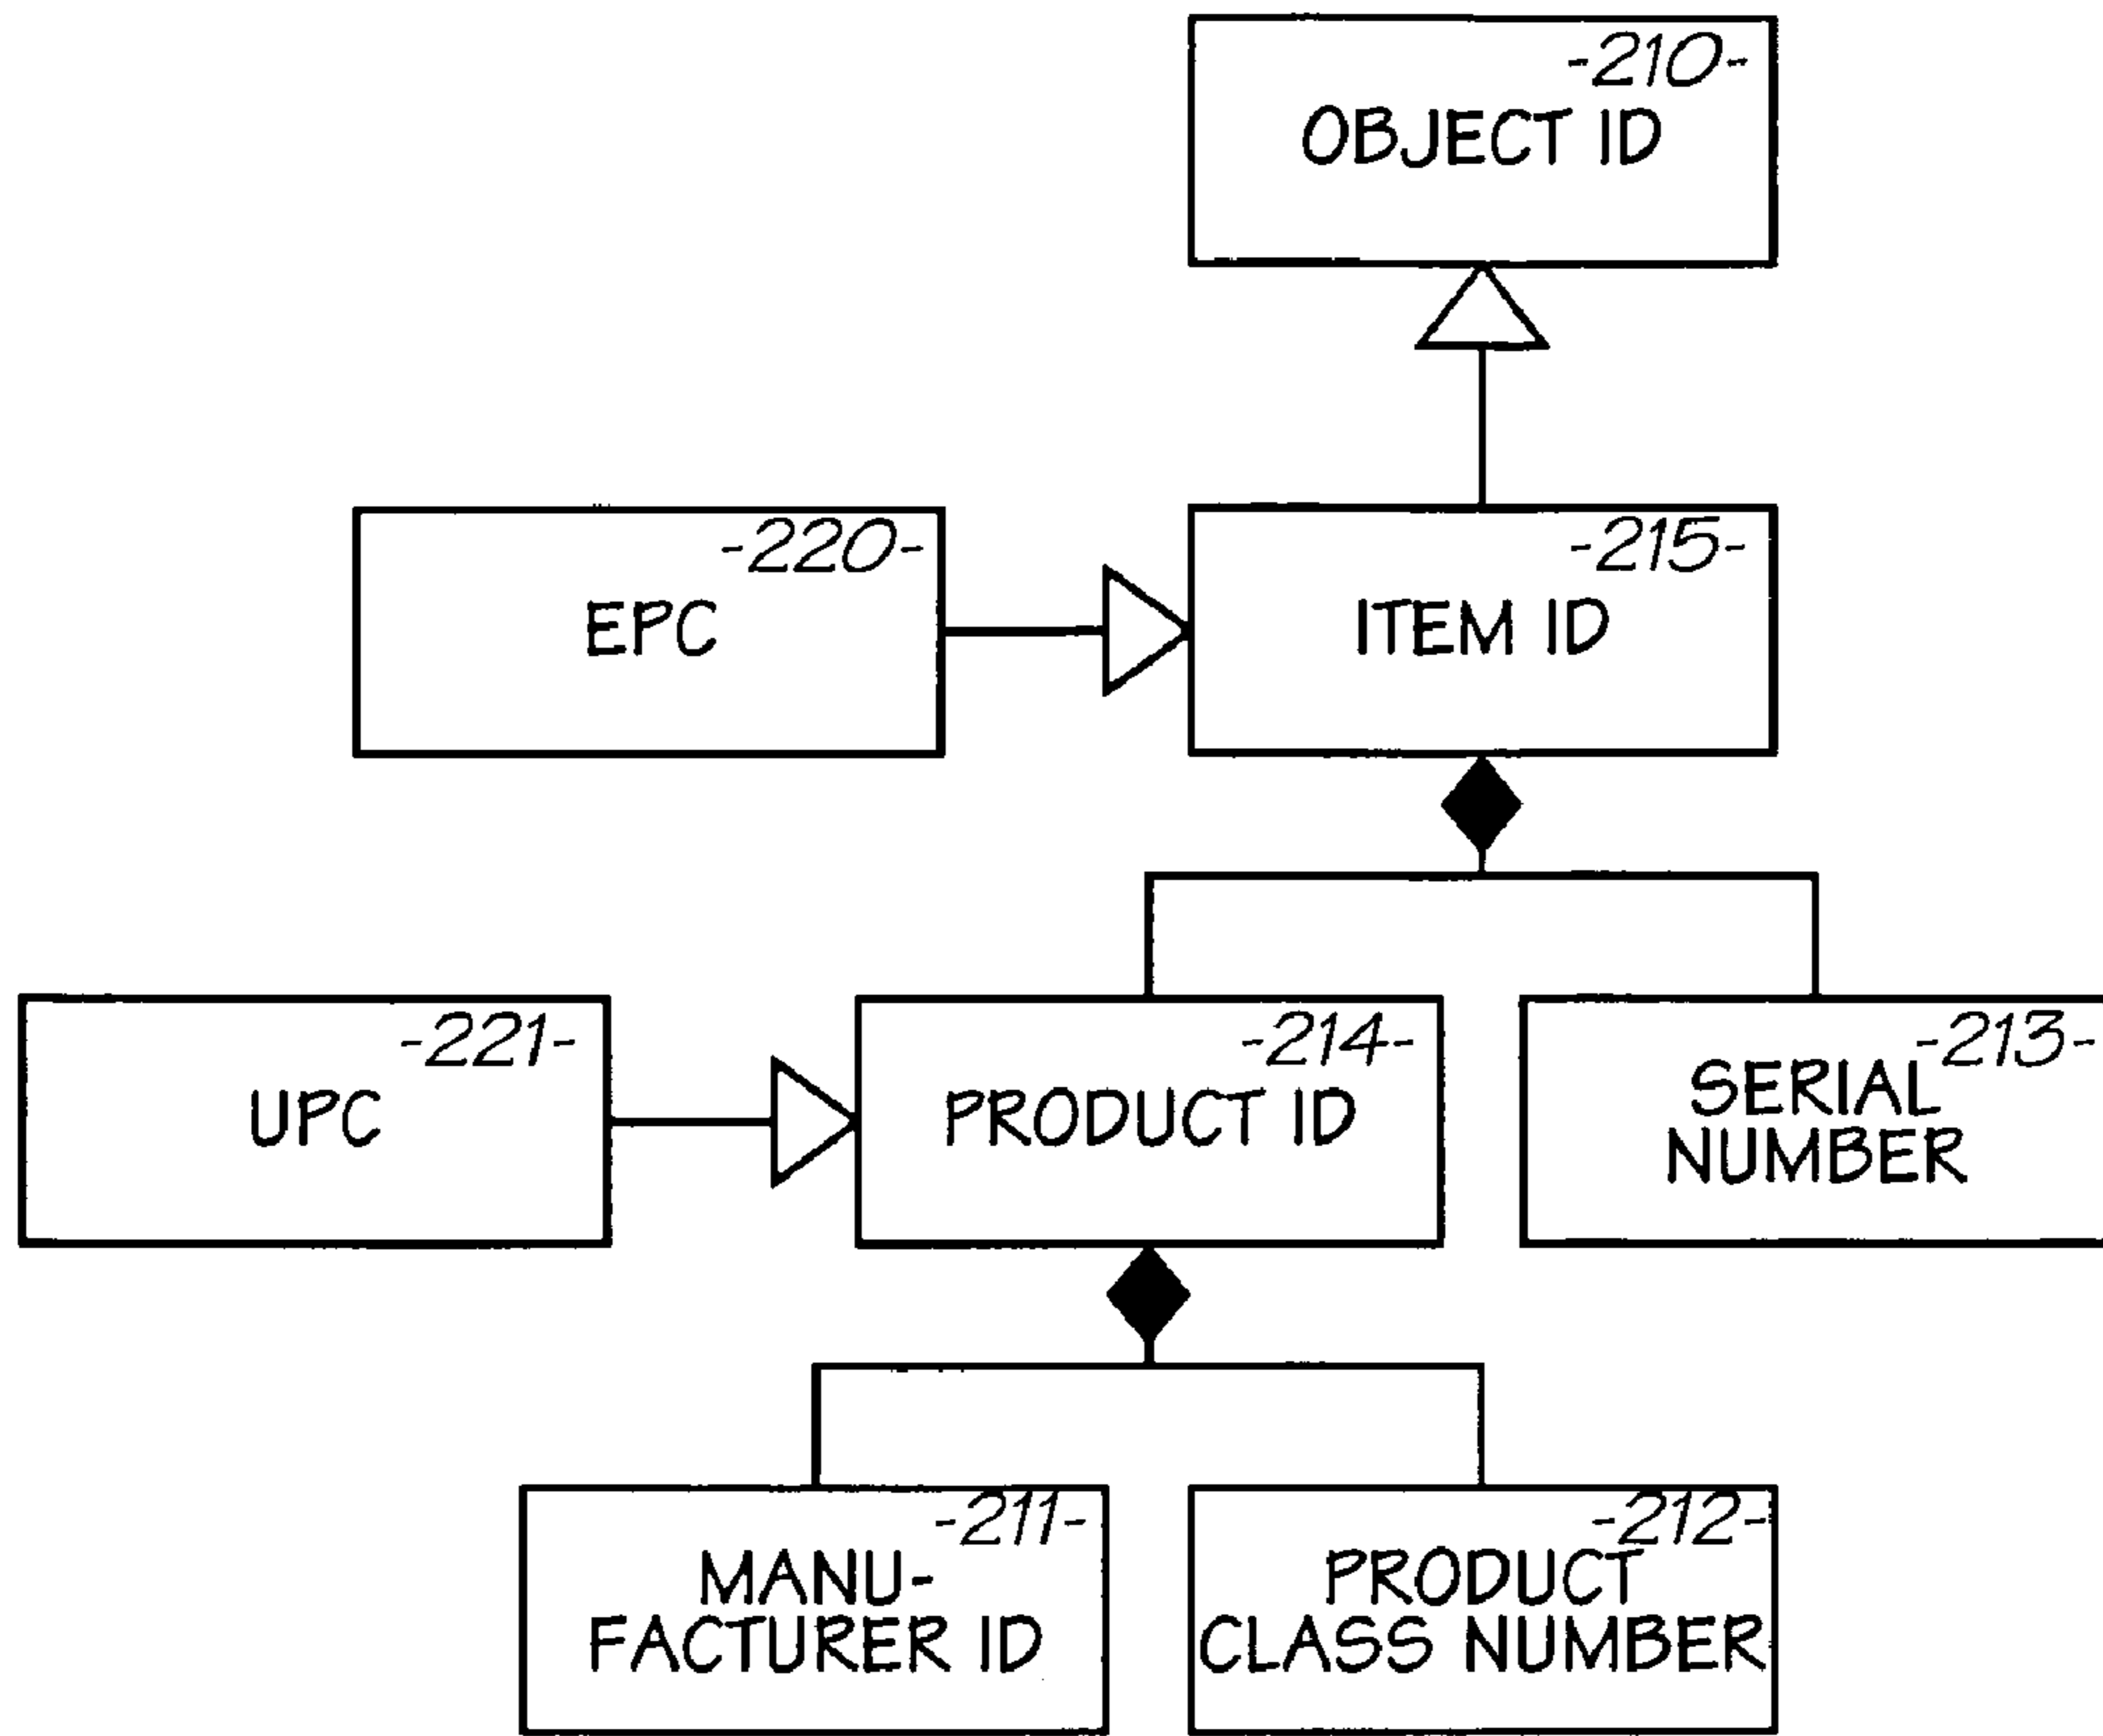 -210-
OBJECT ID
-220-
EPC
-215-
ITEM ID
-221-
UPC
-214-
PRODUCT ID
-213-
SERIAL
NUMBER
-211-
MANU-
FACTURER ID
-212-
PRODUCT
CLASS NUMBER